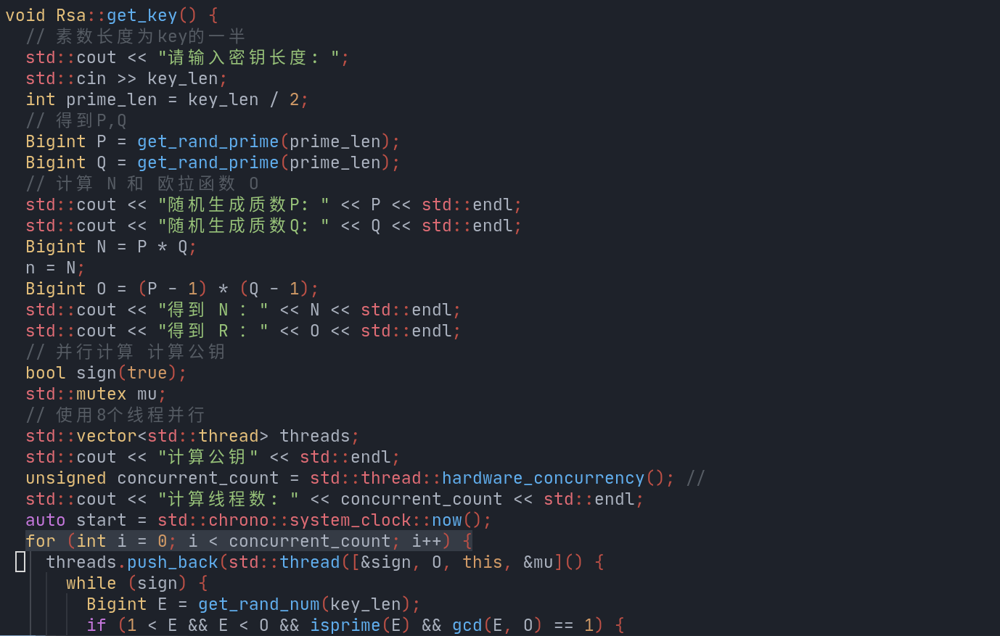 void Rsa::get_key() {
  // 素数长度为key的一半
  std::cout << "请输入密钥长度: ";
  std::cin >> key_len;
  int prime_len = key_len / 2;
  // 得到P,Q
  Bigint P = get_rand_prime(prime_len);
  Bigint Q = get_rand_prime(prime_len);
  // 计算 N 和 欧拉函数 O
  std::cout << "随机生成质数P: " << P << std::endl;
  std::cout << "随机生成质数Q: " << Q << std::endl;
  Bigint N = P * Q;
  n = N;
  Bigint O = (P - 1) * (Q - 1);
  std::cout << "得到 N : " << N << std::endl;
  std::cout << "得到 R : " << O << std::endl;
  // 并行计算 计算公钥
  bool sign(true);
  std::mutex mu;
  // 使用8个线程并行
  std::vector<std::thread> threads;
  std::cout << "计算公钥" << std::endl;
  unsigned concurrent_count = std::thread::hardware_concurrency(); //
  std::cout << "计算线程数: " << concurrent_count << std::endl;
  auto start = std::chrono::system_clock::now();
  for (int i = 0; i < concurrent_count; i++) {
    threads.push_back(std::thread([&sign, O, this, &mu]() {
      while (sign) {
        Bigint E = get_rand_num(key_len);
        if (1 < E && E < O && isprime(E) && gcd(E, O) == 1) {